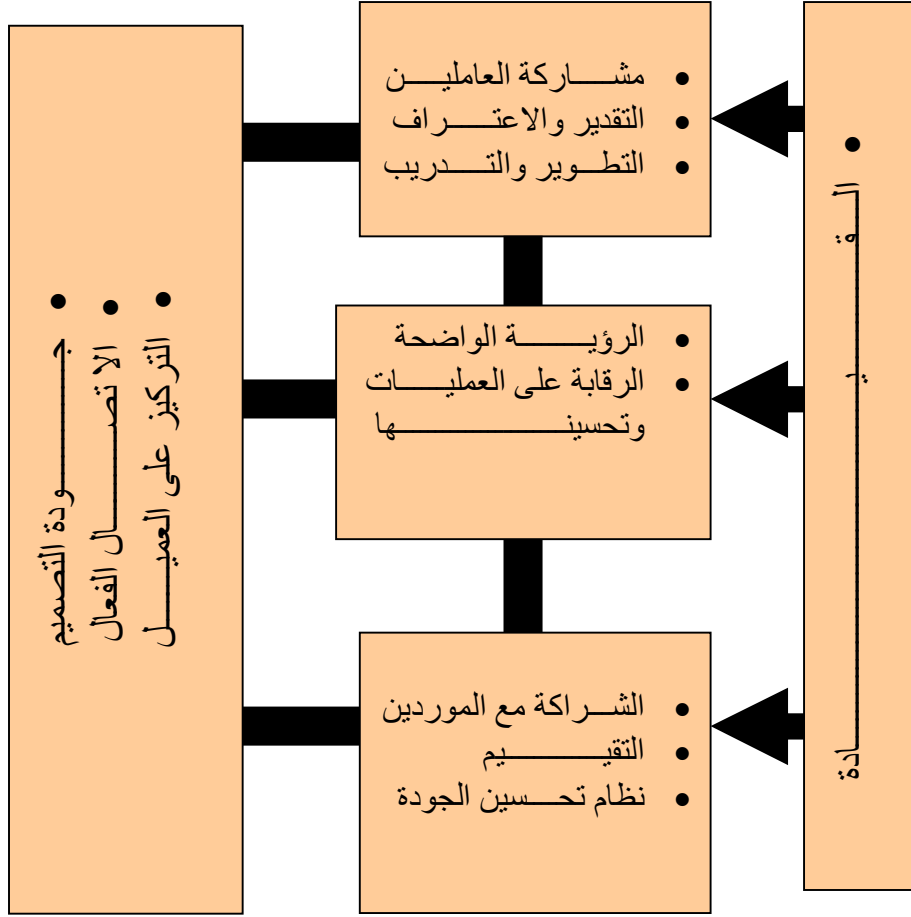 • القيادة
• مشاركة العاملين
• التقدير والاعتراف
• التطوير والتدريب
• الرؤية الواضحة
• الرقابة على العمليات
وتحسينها
• الشراكة مع الموردين
• التقييم
• نظام تحسين الجودة
• التركيز على العميل
• الاتصال الفعال
• جودة التصميم